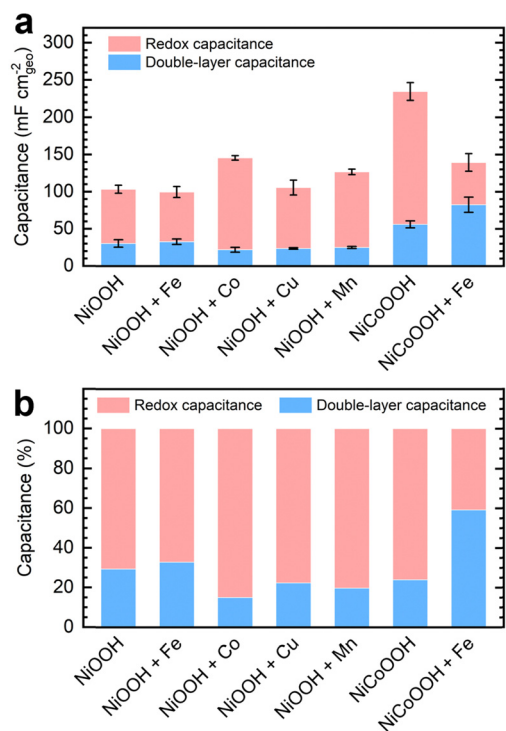 a
Capacitance (mF cm⁻²geo)
300
250
200
150
100
50
0
Redox capacitance
Double-layer capacitance
NiOOH
NiOOH + Fe
NiOOH + Co
NiOOH + Cu
NiOOH + Mn
NiCoOOH
NiCoOOH + Fe
b
Capacitance (%)
100
80
60
40
20
0
Redox capacitance
Double-layer capacitance
NiOOH
NiOOH + Fe
NiOOH + Co
NiOOH + Cu
NiOOH + Mn
NiCoOOH
NiCoOOH + Fe